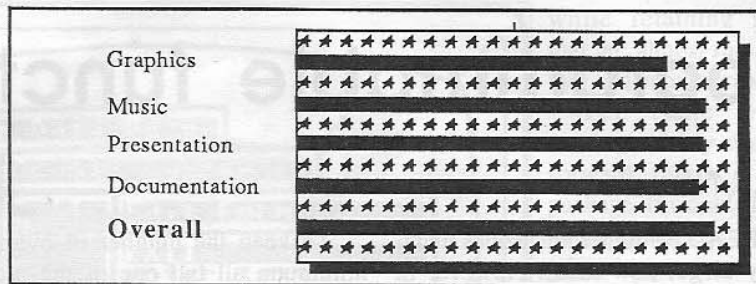 Graphics
Music
Presentation
Documentation
Overall